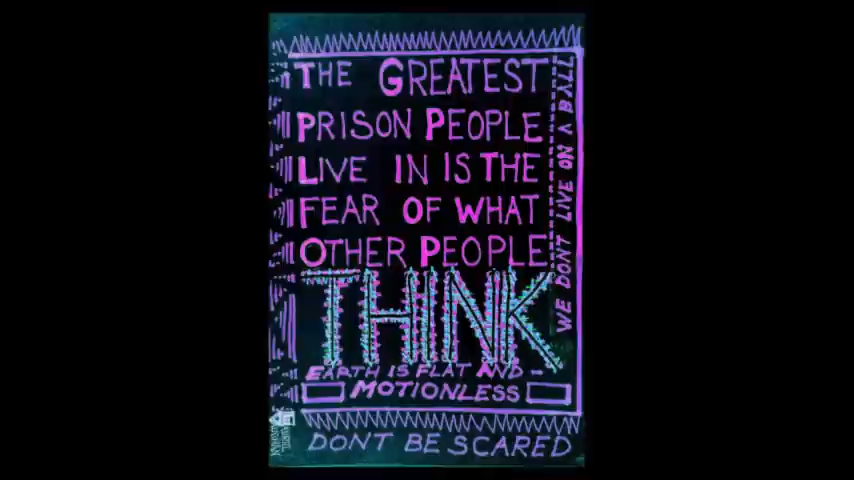 THE GREATEST
PRISON PEOPLE
LIVE IN IS THE
FEAR OF WHAT
OTHER PEOPLE
THINK
EARTH IS FLAT AND -
MOTIONLESS
DONT BE SCARED
WE DONT LIVE ON A BALL